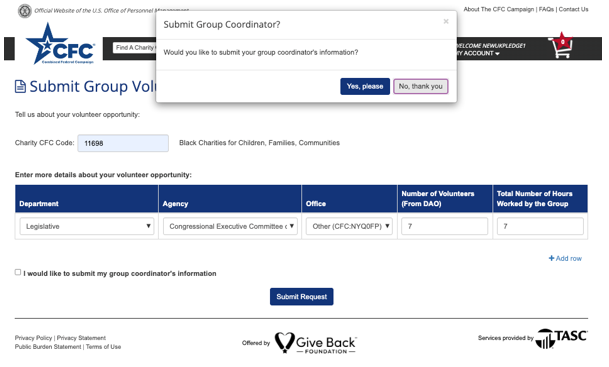 Official Website of the U.S. Office of Personnel Management
About The CFC Campaign | FAQs | Contact Us
Submit Group Coordinator?
×
Would you like to submit your group coordinator's information?
Yes, please
No, thank you
CFC
Combined Federal Campaign
Find A Charity
WELCOME NEWUKPLEDGE1
MY ACCOUNT
0
Submit Group Vol
Tell us about your volunteer opportunity:
Charity CFC Code: 11698 Black Charities for Children, Families, Communities
Enter more details about your volunteer opportunity:
Department Agency Office Number of Volunteers (From DAO) Total Number of Hours Worked by the Group
Legislative Congressional Executive Committee Other (CFC:NYQ0FP) 7 7
+ Add row
I would like to submit my group coordinator's information
Submit Request
Privacy Policy | Privacy Statement
Public Burden Statement | Terms of Use
Offered by Give Back
FOUNDATION
Services provided by TASC